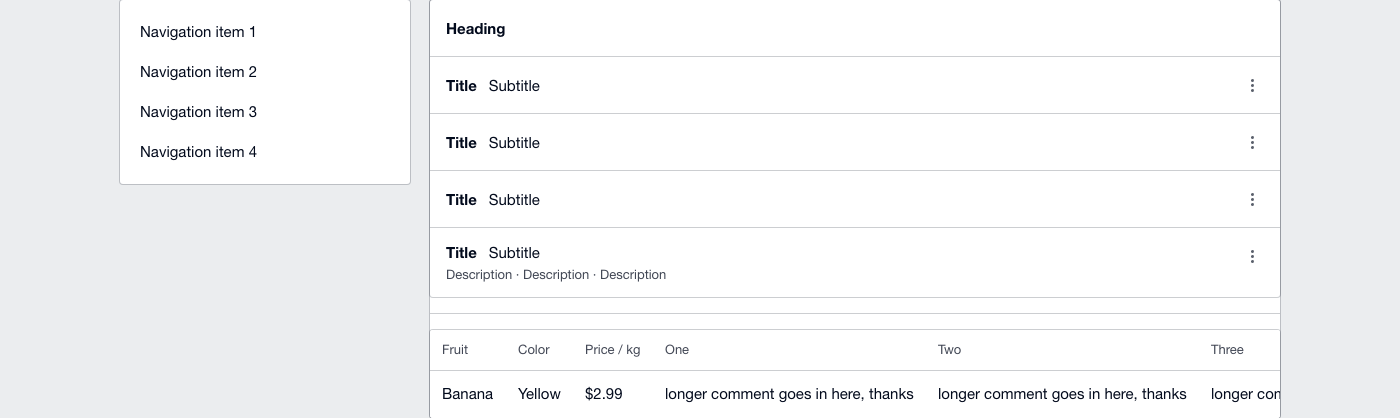 Navigation item 1
Navigation item 2
Navigation item 3
Navigation item 4
Heading
Title Subtitle
Title Subtitle
Title Subtitle
Title Subtitle
Description · Description · Description
Fruit Color Price / kg One Two Three
Banana Yellow $2.99 longer comment goes in here, thanks longer comment goes in here, thanks longer